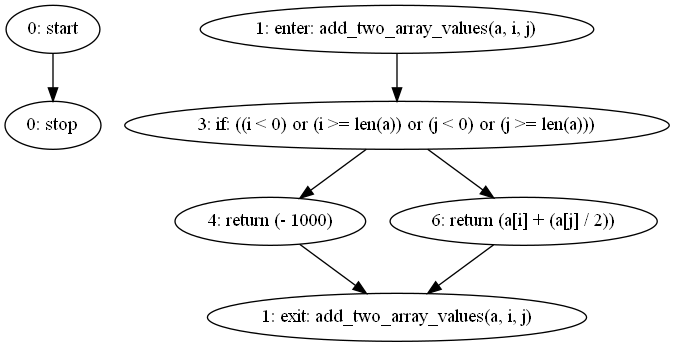 0: start
1: enter: add_two_array_values(a, i, j)
0: stop
3: if: ((i < 0) or (i >= len(a)) or (j < 0) or (j >= len(a)))
4: return (- 1000)
6: return (a[i] + (a[j] / 2))
1: exit: add_two_array_values(a, i, j)